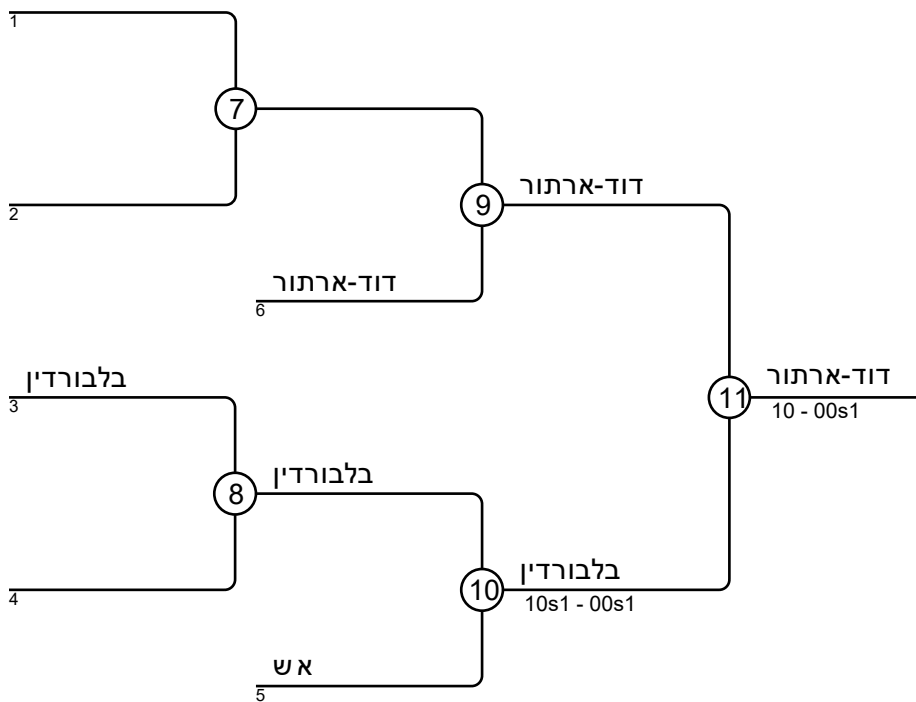 1
7
2
9
דוד-ארתור
דוד-ארתור
6
בלבורדין
3
11
דוד-ארתור
10 - 00s1
8
בלבורדין
4
10
בלבורדין
10s1 - 00s1
אש
5